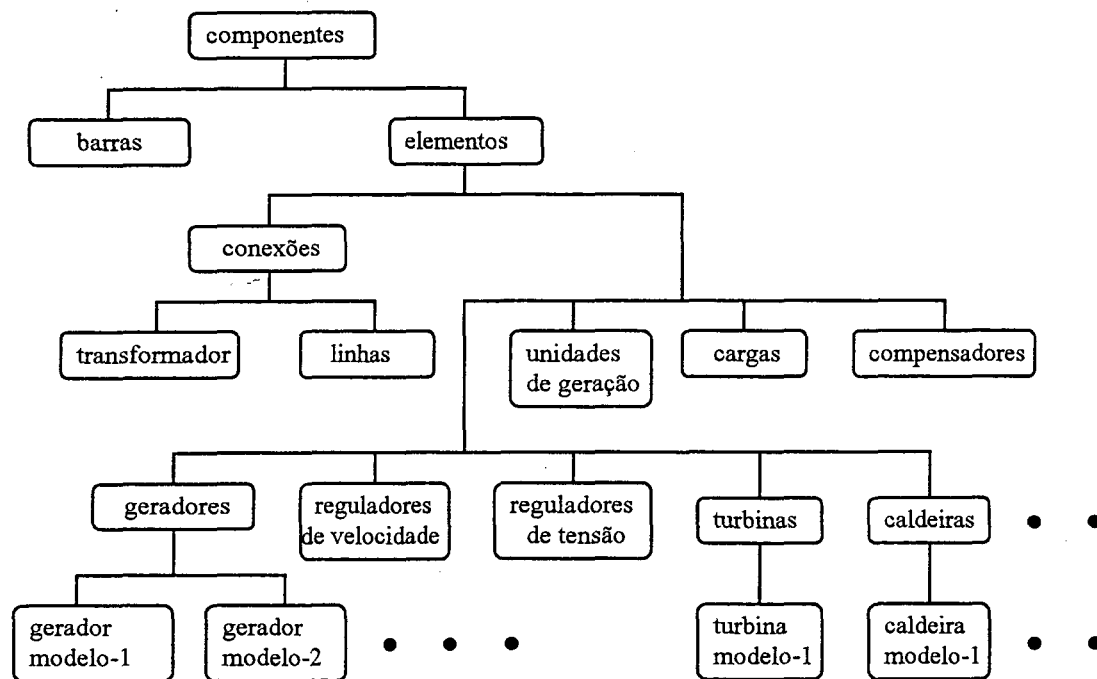 componentes
barras
elementos
conexões
transformador
linhas
unidades
de geração
cargas
compensadores
geradores
reguladores
de velocidade
reguladores
de tensão
turbinas
caldeiras
gerador
modelo-1
gerador
modelo-2
turbina
modelo-1
caldeira
modelo-1